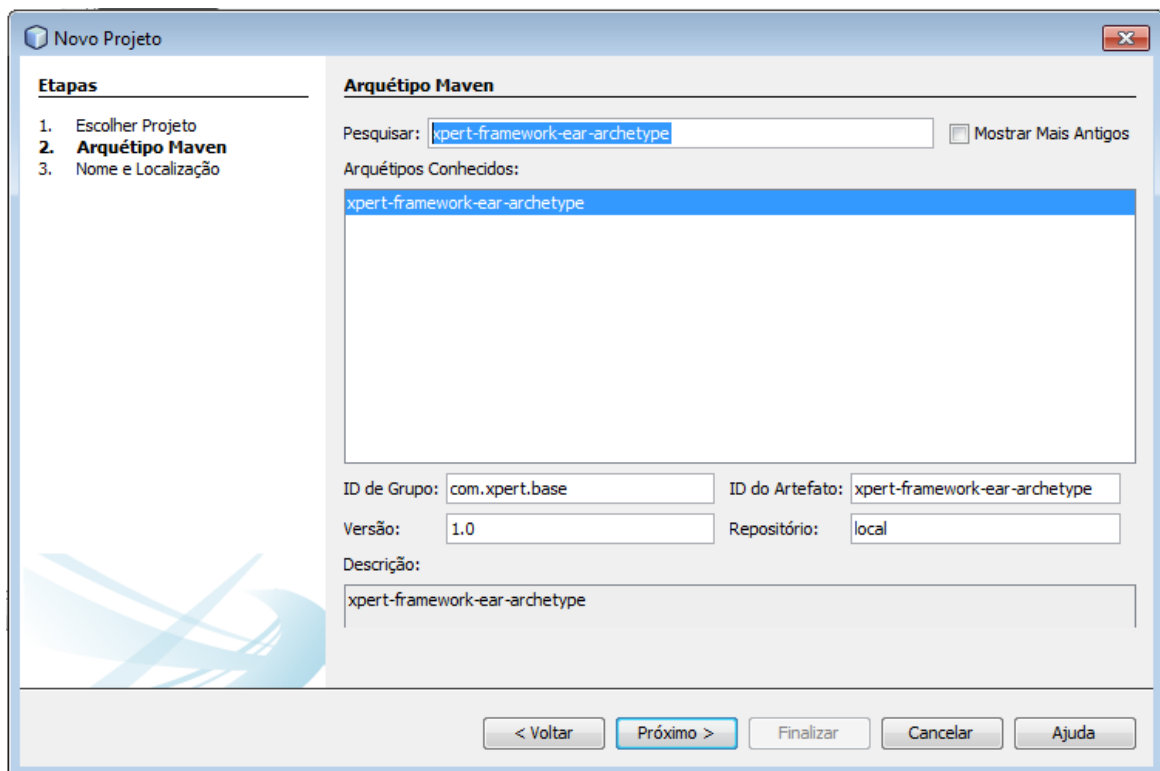 Novo Projeto
Etapas
1. Escolher Projeto
2. Arquétipo Maven
3. Nome e Localização
Arquétipo Maven
Pesquisar: xpert-framework-ear-archetype Mostrar Mais Antigos
Arquétipos Conhecidos:
xpert-framework-ear-archetype
ID de Grupo: com.xpert.base ID do Artefato: xpert-framework-ear-archetype
Versão: 1.0 Repositório: local
Descrição:
xpert-framework-ear-archetype
< Voltar Próximo > Finalizar Cancelar Ajuda